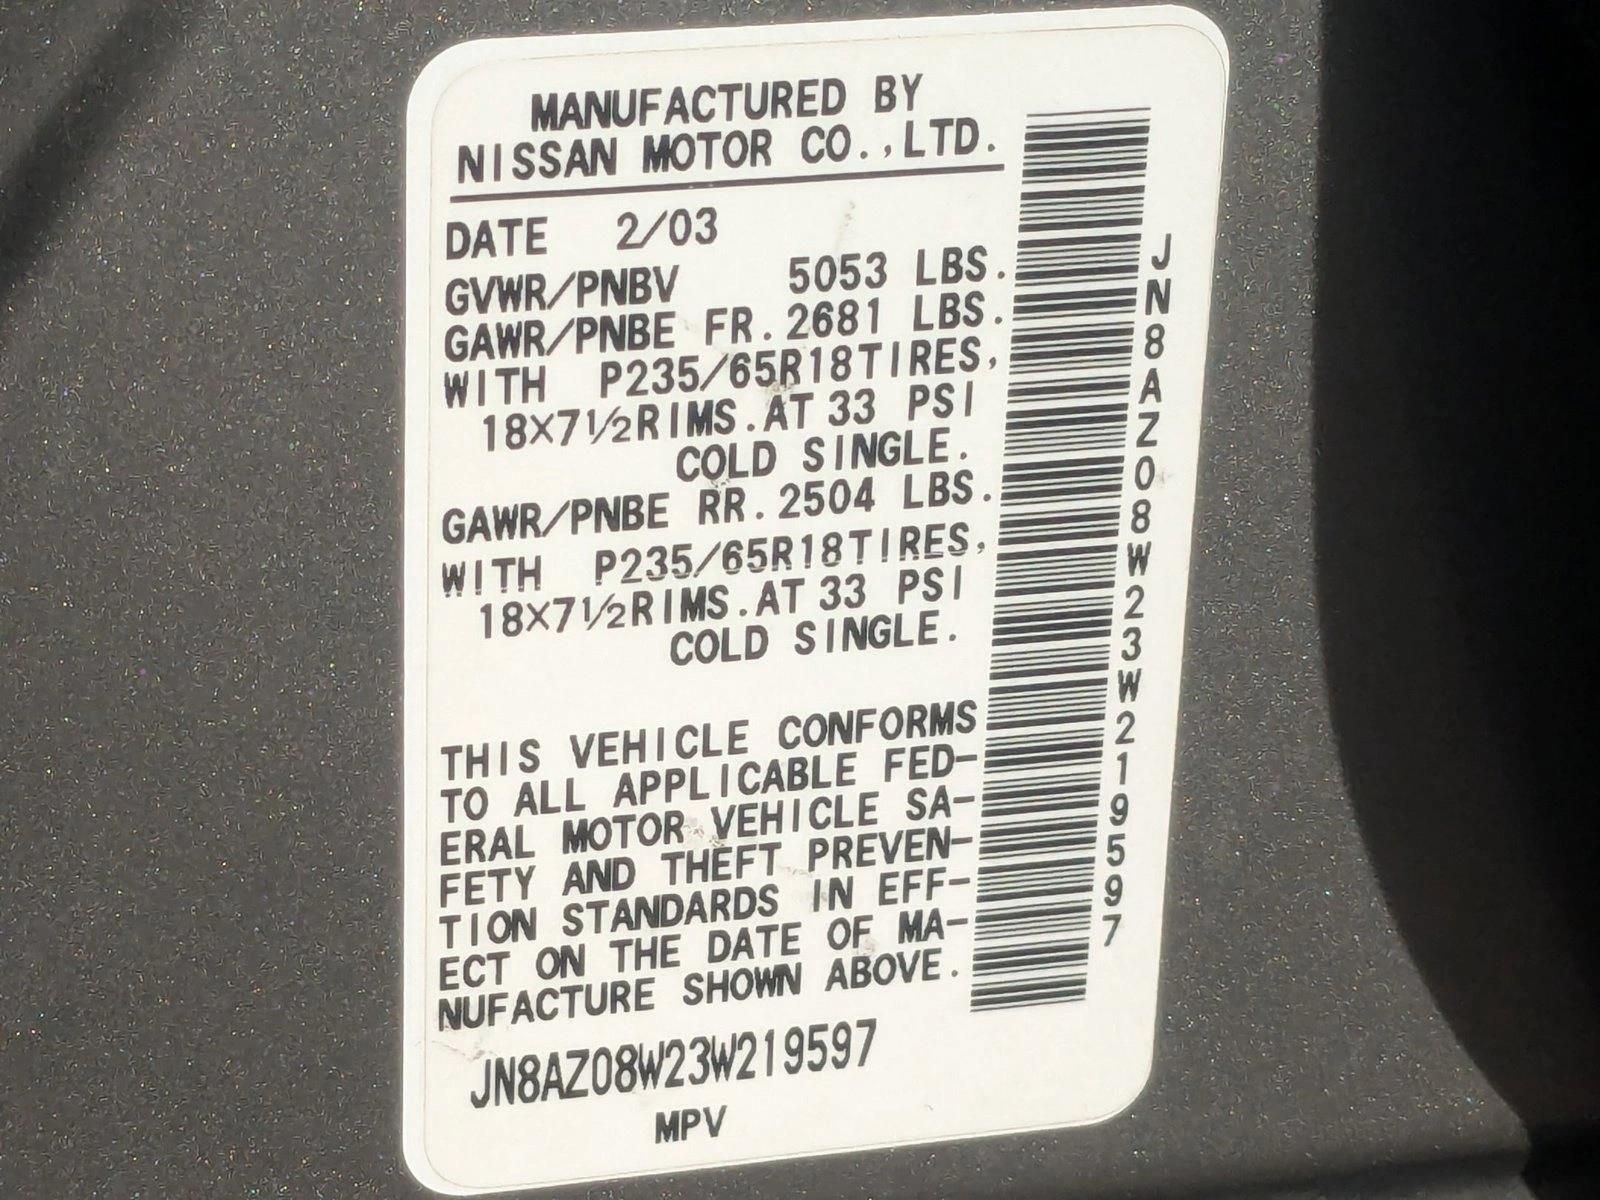 MANUFACTURED BY
NISSAN MOTOR CO.,LTD.
DATE 2/03
GVWR/PNBV 5053 LBS.
GAWR/PNBE FR. 2681 LBS.
WITH P235/65R18TIRES,
18X7½RIMS.AT 33 PSI
COLD SINGLE.
GAWR/PNBE RR. 2504 LBS.
WITH P235/65R18TIRES,
18X7½RIMS.AT 33 PSI
COLD SINGLE.
THIS VEHICLE CONFORMS
TO ALL APPLICABLE FED-
ERAL MOTOR VEHICLE SA-
FETY AND THEFT PREVEN-
TION STANDARDS IN EFF-
ECT ON THE DATE OF MA-
NUFACTURE SHOWN ABOVE.
JN8AZ08W23W219597
MPV
JN8AZ08W23W219597